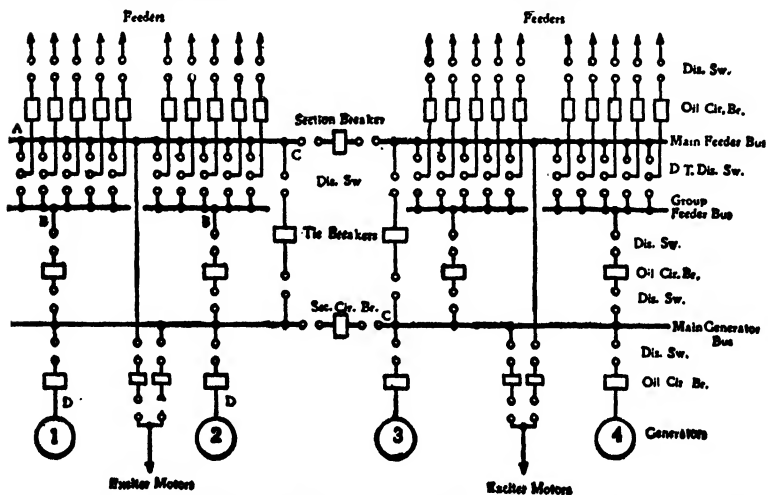 Feeders Feeders
Dis. Sw.
Oil Cir. Br.
Section Breaker
A
Main Feeder Bus
C
D T. Dis. Sw.
Dis. Sw
Group
Feeder Bus
B B
Tie Breakers
Dis. Sw.
Oil Cir. Br.
Dis. Sw.
Sec. Cir. Br.
C
Main Generator
Bus
Dis. Sw.
Oil Cir Br.
D D
1 2 3 4 Generators
Exciter Motors Exciter Motors